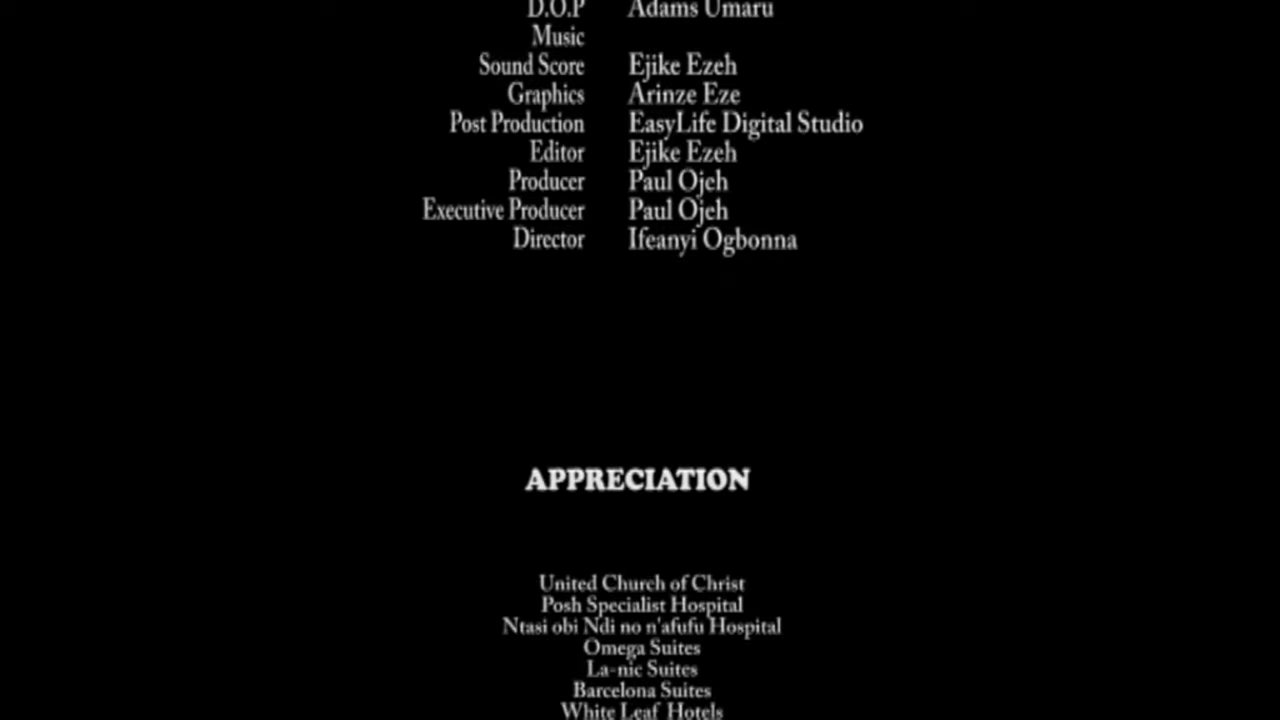 D.O.P Adams Umaru
Music
Sound Score Ejike Ezeh
Graphics Arinze Eze
Post Production EasyLife Digital Studio
Editor Ejike Ezeh
Producer Paul Ojeh
Executive Producer Paul Ojeh
Director Ifeanyi Ogbonna
APPRECIATION
United Church of Christ
Posh Specialist Hospital
Ntasi obi Ndi no n'afufu Hospital
Omega Suites
La-nic Suites
Barcelona Suites
White Leaf Hotels